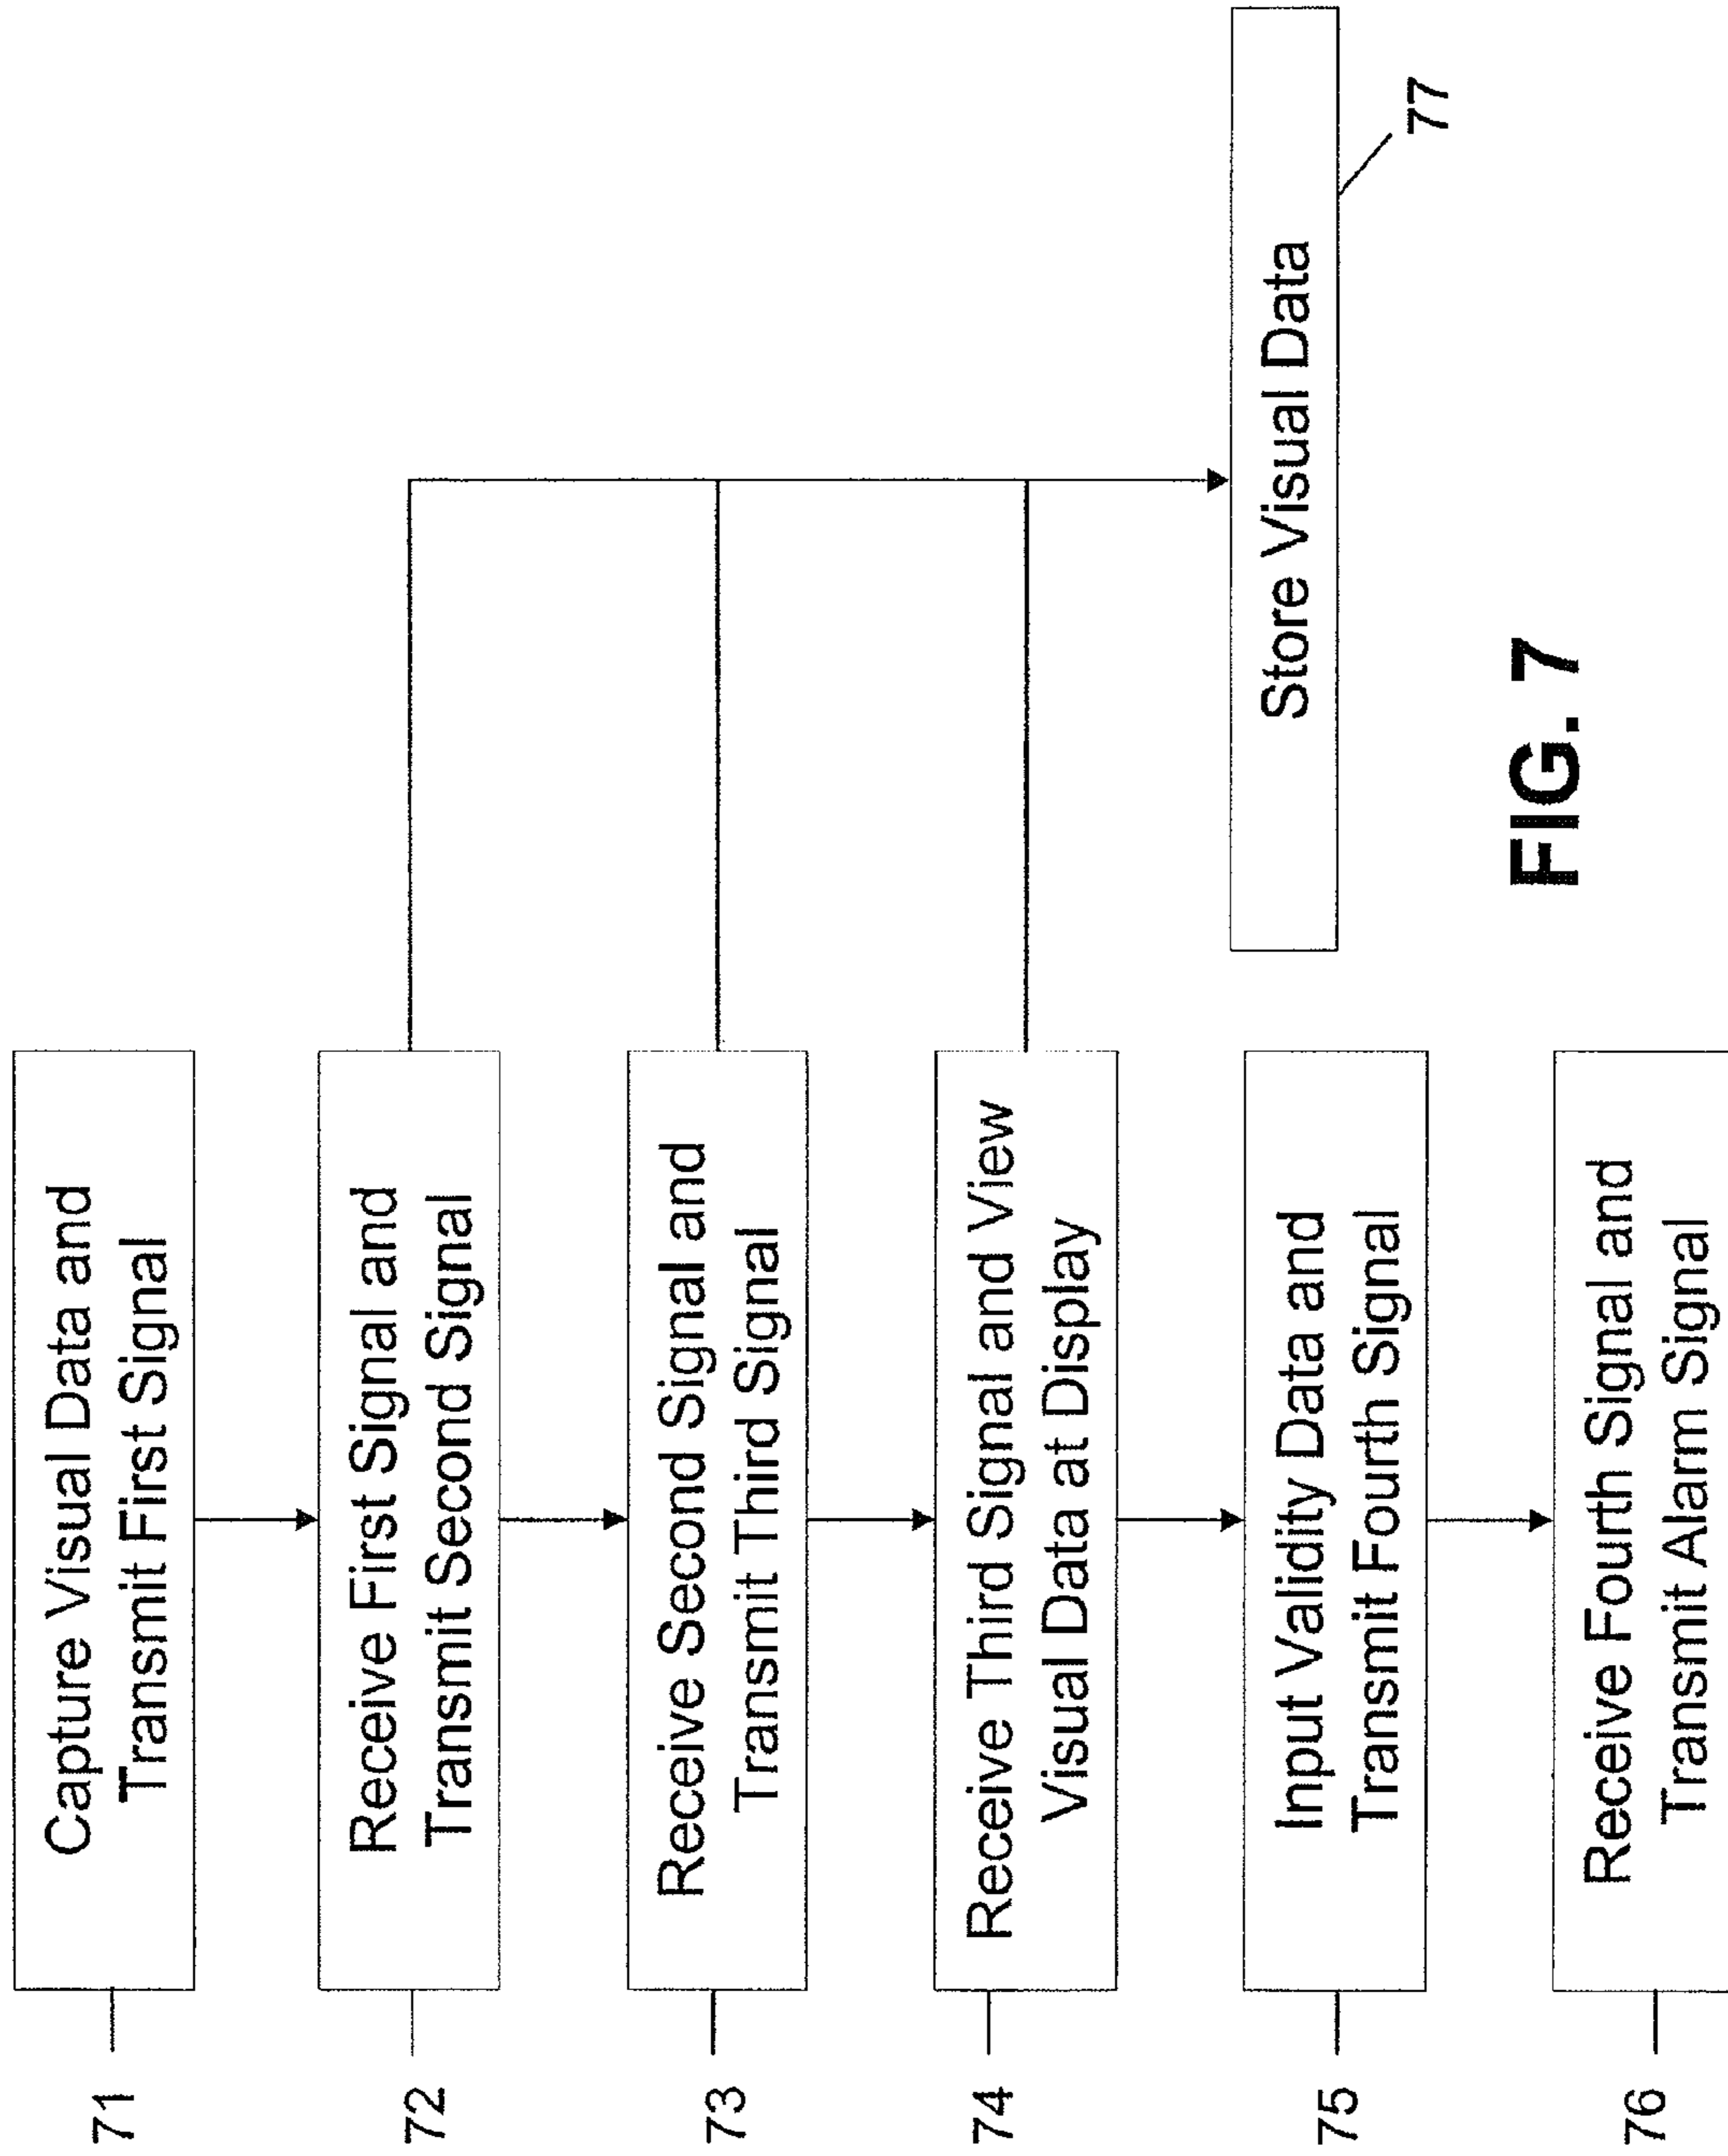 71
Capture Visual Data and
Transmit First Signal
72
Receive First Signal and
Transmit Second Signal
73
Receive Second Signal and
Transmit Third Signal
74
Receive Third Signal and View
Visual Data at Display
75
Input Validity Data and
Transmit Fourth Signal
76
Receive Fourth Signal and
Transmit Alarm Signal
Store Visual Data
77
FIG. 7